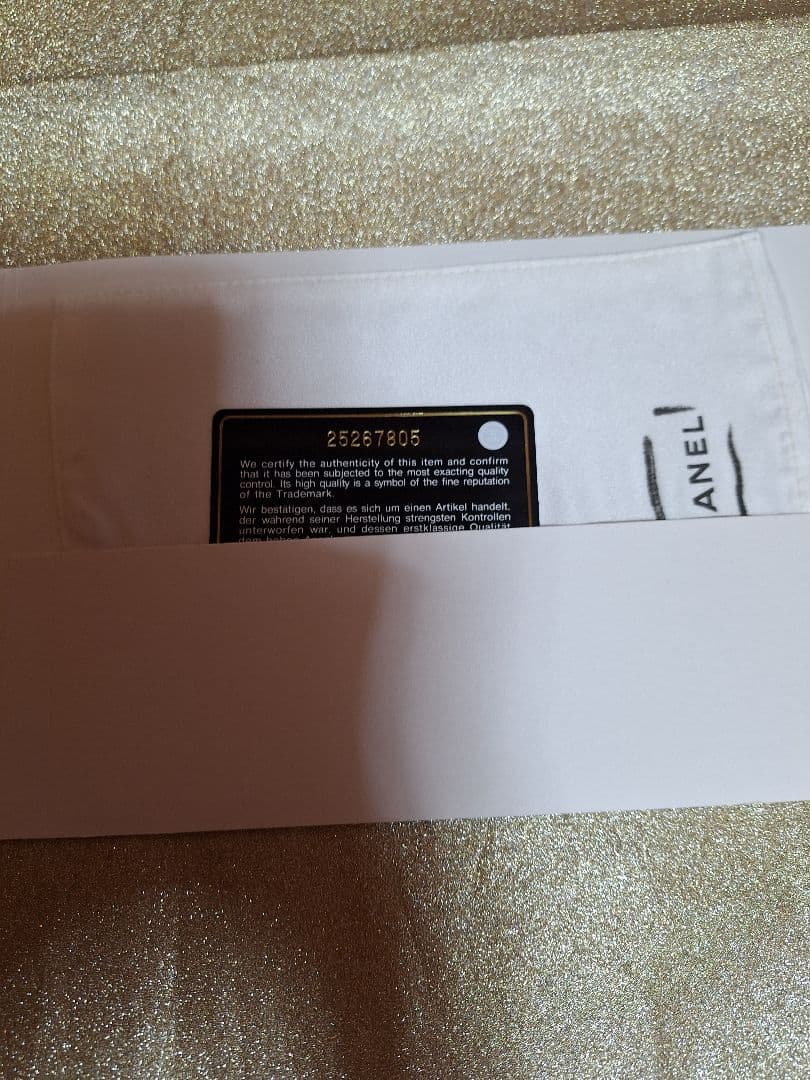 25267805
We certify the authenticity of this item and confirm
that it has been subjected to the most exacting quality
control. Its high quality is a symbol of the fine reputation
of the Trademark.
Wir bestätigen, dass es sich um einen Artikel handelt,
der während seiner Herstellung strengsten Kontrollen
unterworfen war, und dessen erstklassige Qualität
ANEL